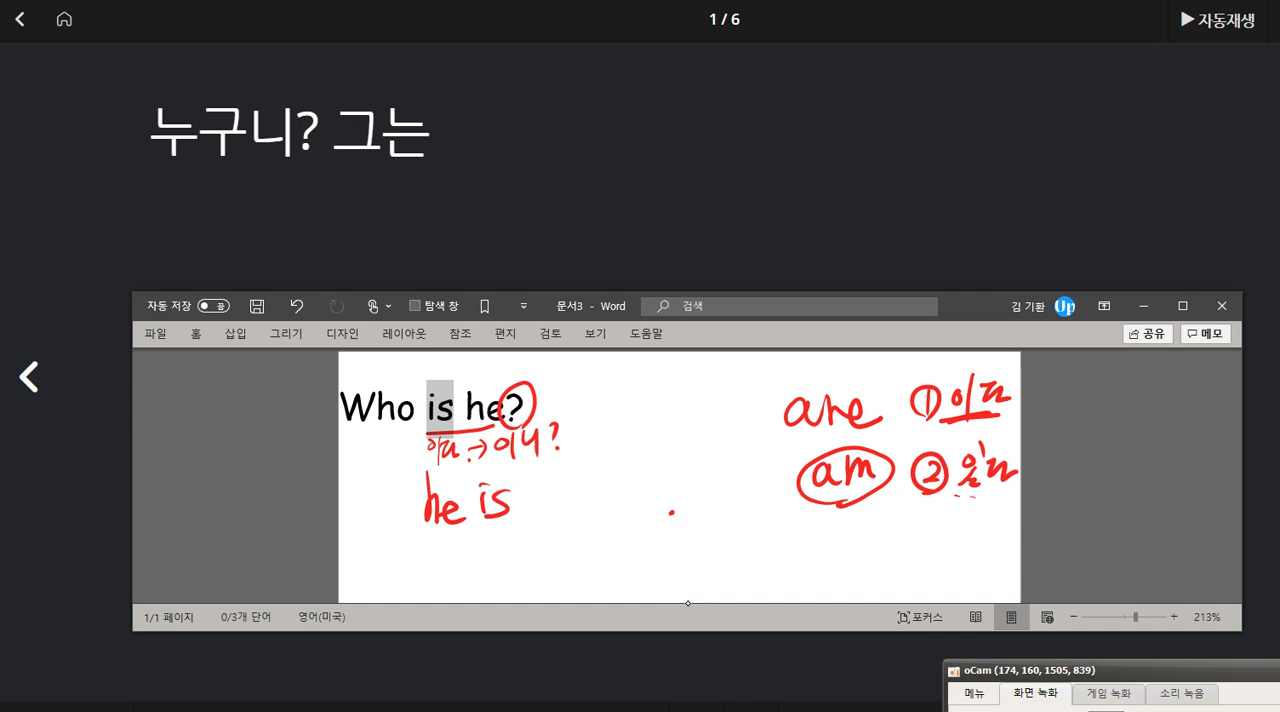 1 / 6
▶ 자동재생
누구니? 그는
자동 저장 끔 탐색 창 문서3 - Word 검색 김 기환 Up
파일 홈 삽입 그리기 디자인 레이아웃 참조 편지 검토 보기 도움말 공유 메모
Who is he?
이다 → 이니?
he is
are ① 이다
am ② 있다
1/1 페이지 0/3개 단어 영어(미국) 포커스 213%
oCam (174, 160, 1505, 839)
메뉴 화면 녹화 게임 녹화 소리 녹음